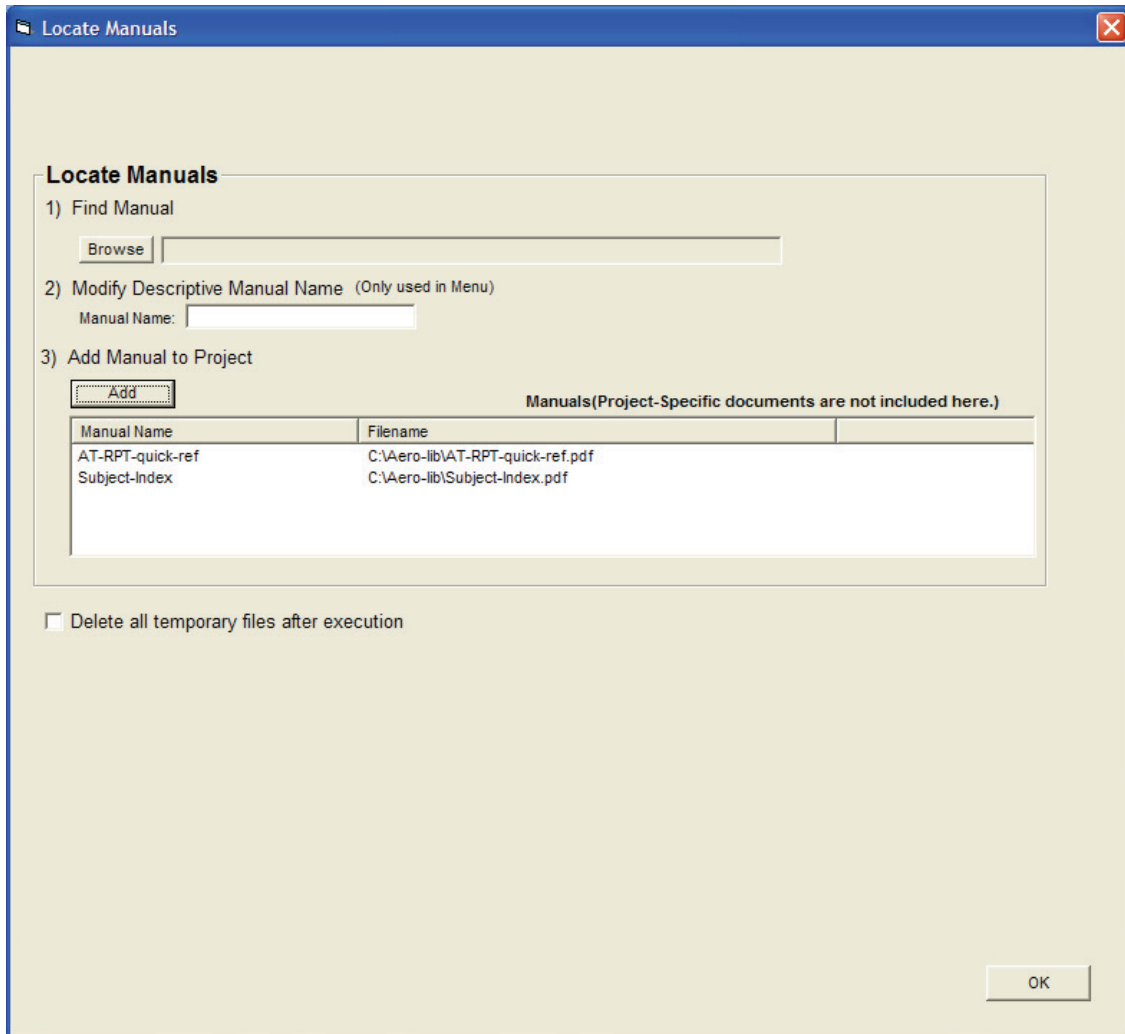 Locate Manuals
Locate Manuals
1) Find Manual
Browse
2) Modify Descriptive Manual Name (Only used in Menu)
Manual Name:
3) Add Manual to Project
Add
Manuals(Project-Specific documents are not included here.)
Manual Name Filename
AT-RPT-quick-ref C:\Aero-lib\AT-RPT-quick-ref.pdf
Subject-Index C:\Aero-lib\Subject-Index.pdf
Delete all temporary files after execution
OK